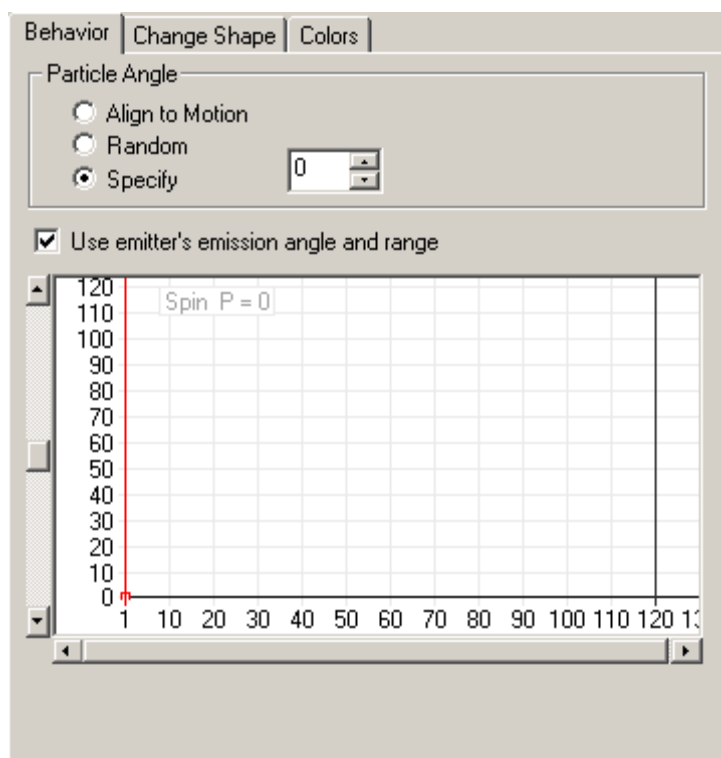 Behavior Change Shape Colors
Particle Angle
Align to Motion
Random
Specify 0
Use emitter's emission angle and range
Spin P = 0
120
110
100
90
80
70
60
50
40
30
20
10
0
1 10 20 30 40 50 60 70 80 90 100 110 120